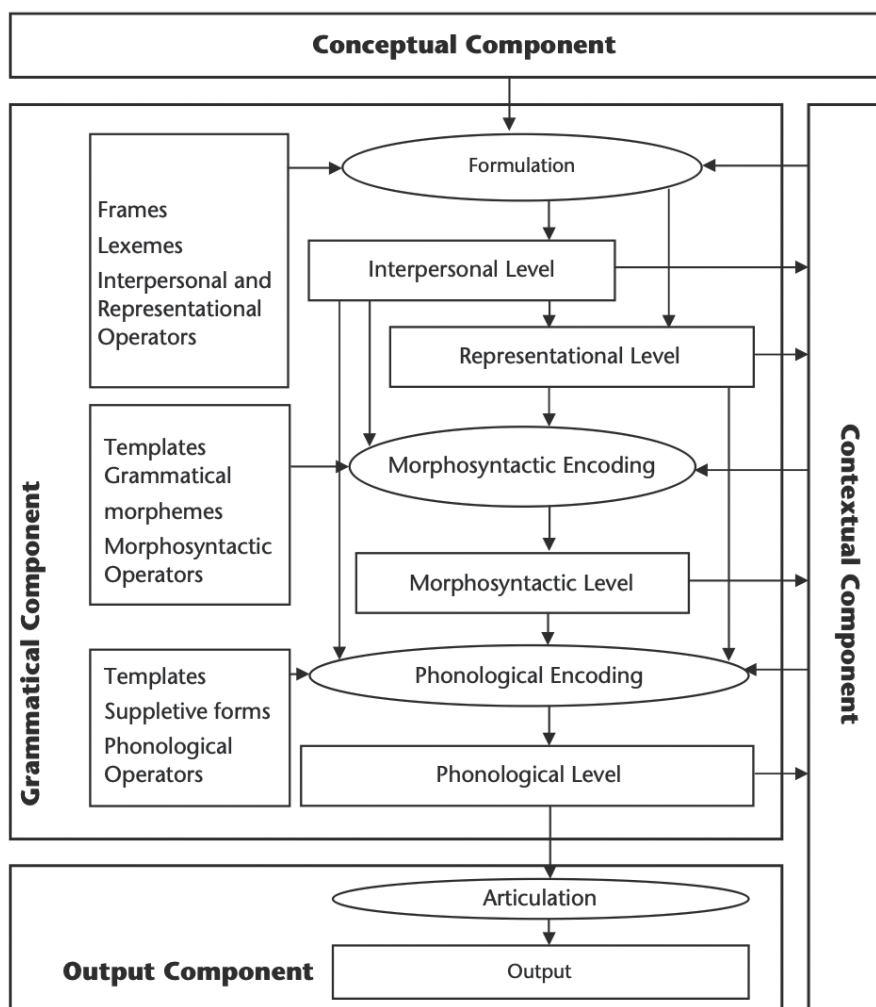 Conceptual Component
Formulation
Frames
Lexemes
Interpersonal and
Representational
Operators
Interpersonal Level
Representational Level
Templates
Grammatical
morphemes
Morphosyntactic
Operators
Morphosyntactic Encoding
Morphosyntactic Level
Templates
Suppletive forms
Phonological
Operators
Phonological Encoding
Phonological Level
Grammatical Component
Contextual Component
Articulation
Output Component
Output